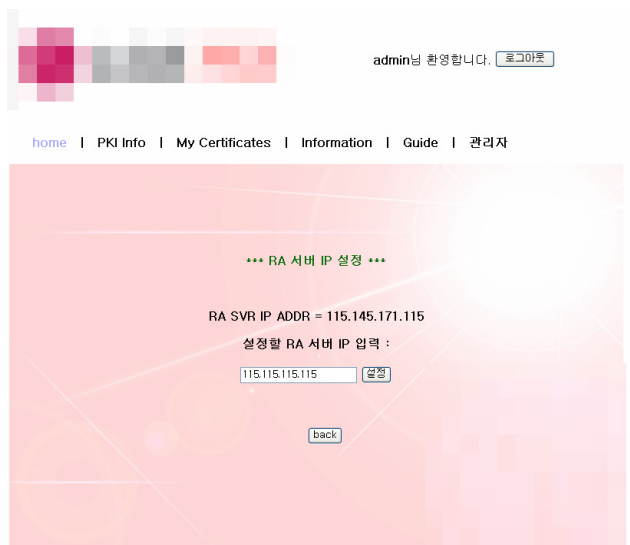 admin님 환영합니다. 로그아웃
home | PKI Info | My Certificates | Information | Guide | 관리자
*** RA 서버 IP 설정 ***
RA SVR IP ADDR = 115.145.171.115
설정할 RA 서버 IP 입력 :
115.115.115.115 설정
back